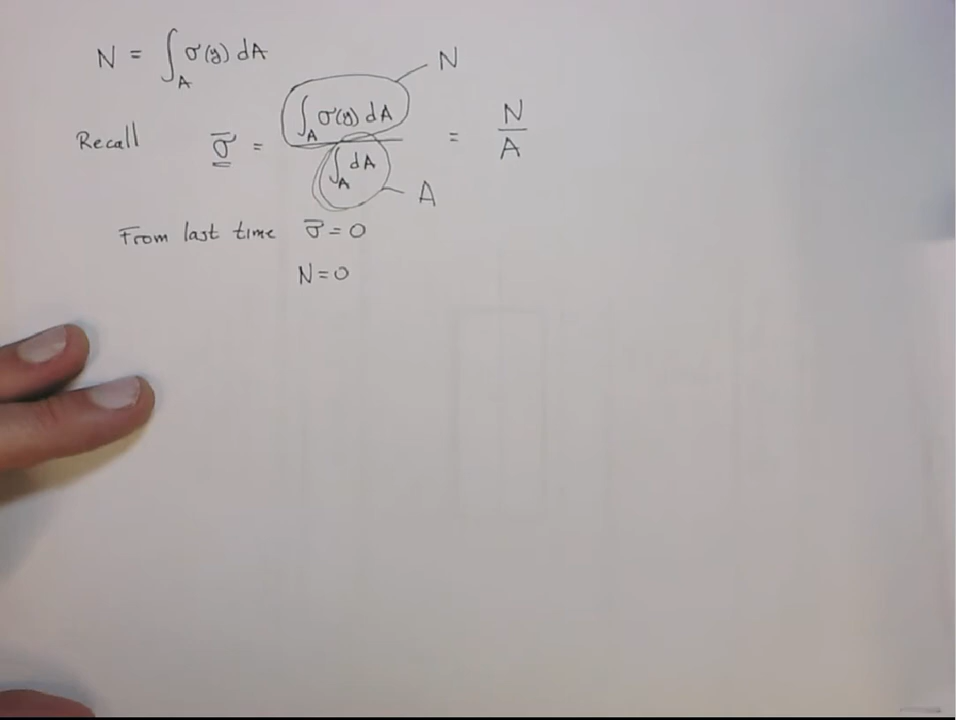 N = ∫_A σ(y) dA
N
Recall σ̄ = ∫_A σ(y) dA / ∫_A dA = N / A
A
From last time σ̄ = 0
N = 0